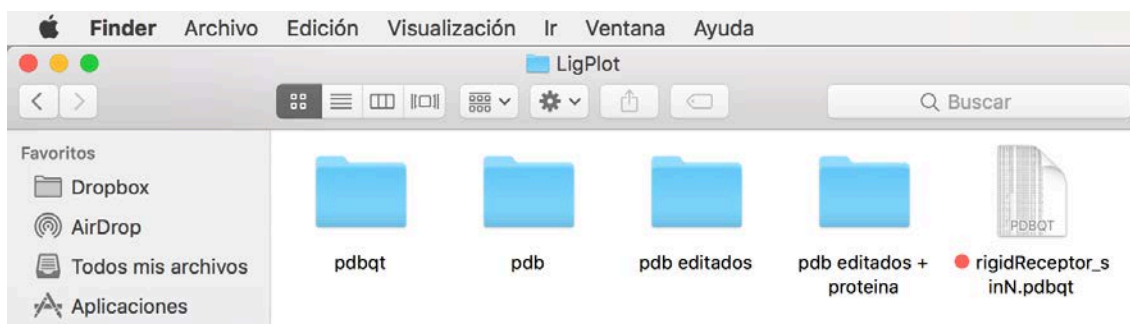 Finder Archivo Edición Visualización Ir Ventana Ayuda
LigPlot
Buscar
Favoritos
Dropbox
AirDrop
Todos mis archivos
Aplicaciones
PDBQT
pdbqt pdb pdb editados pdb editados + rigidReceptor_s
proteina inN.pdbqt